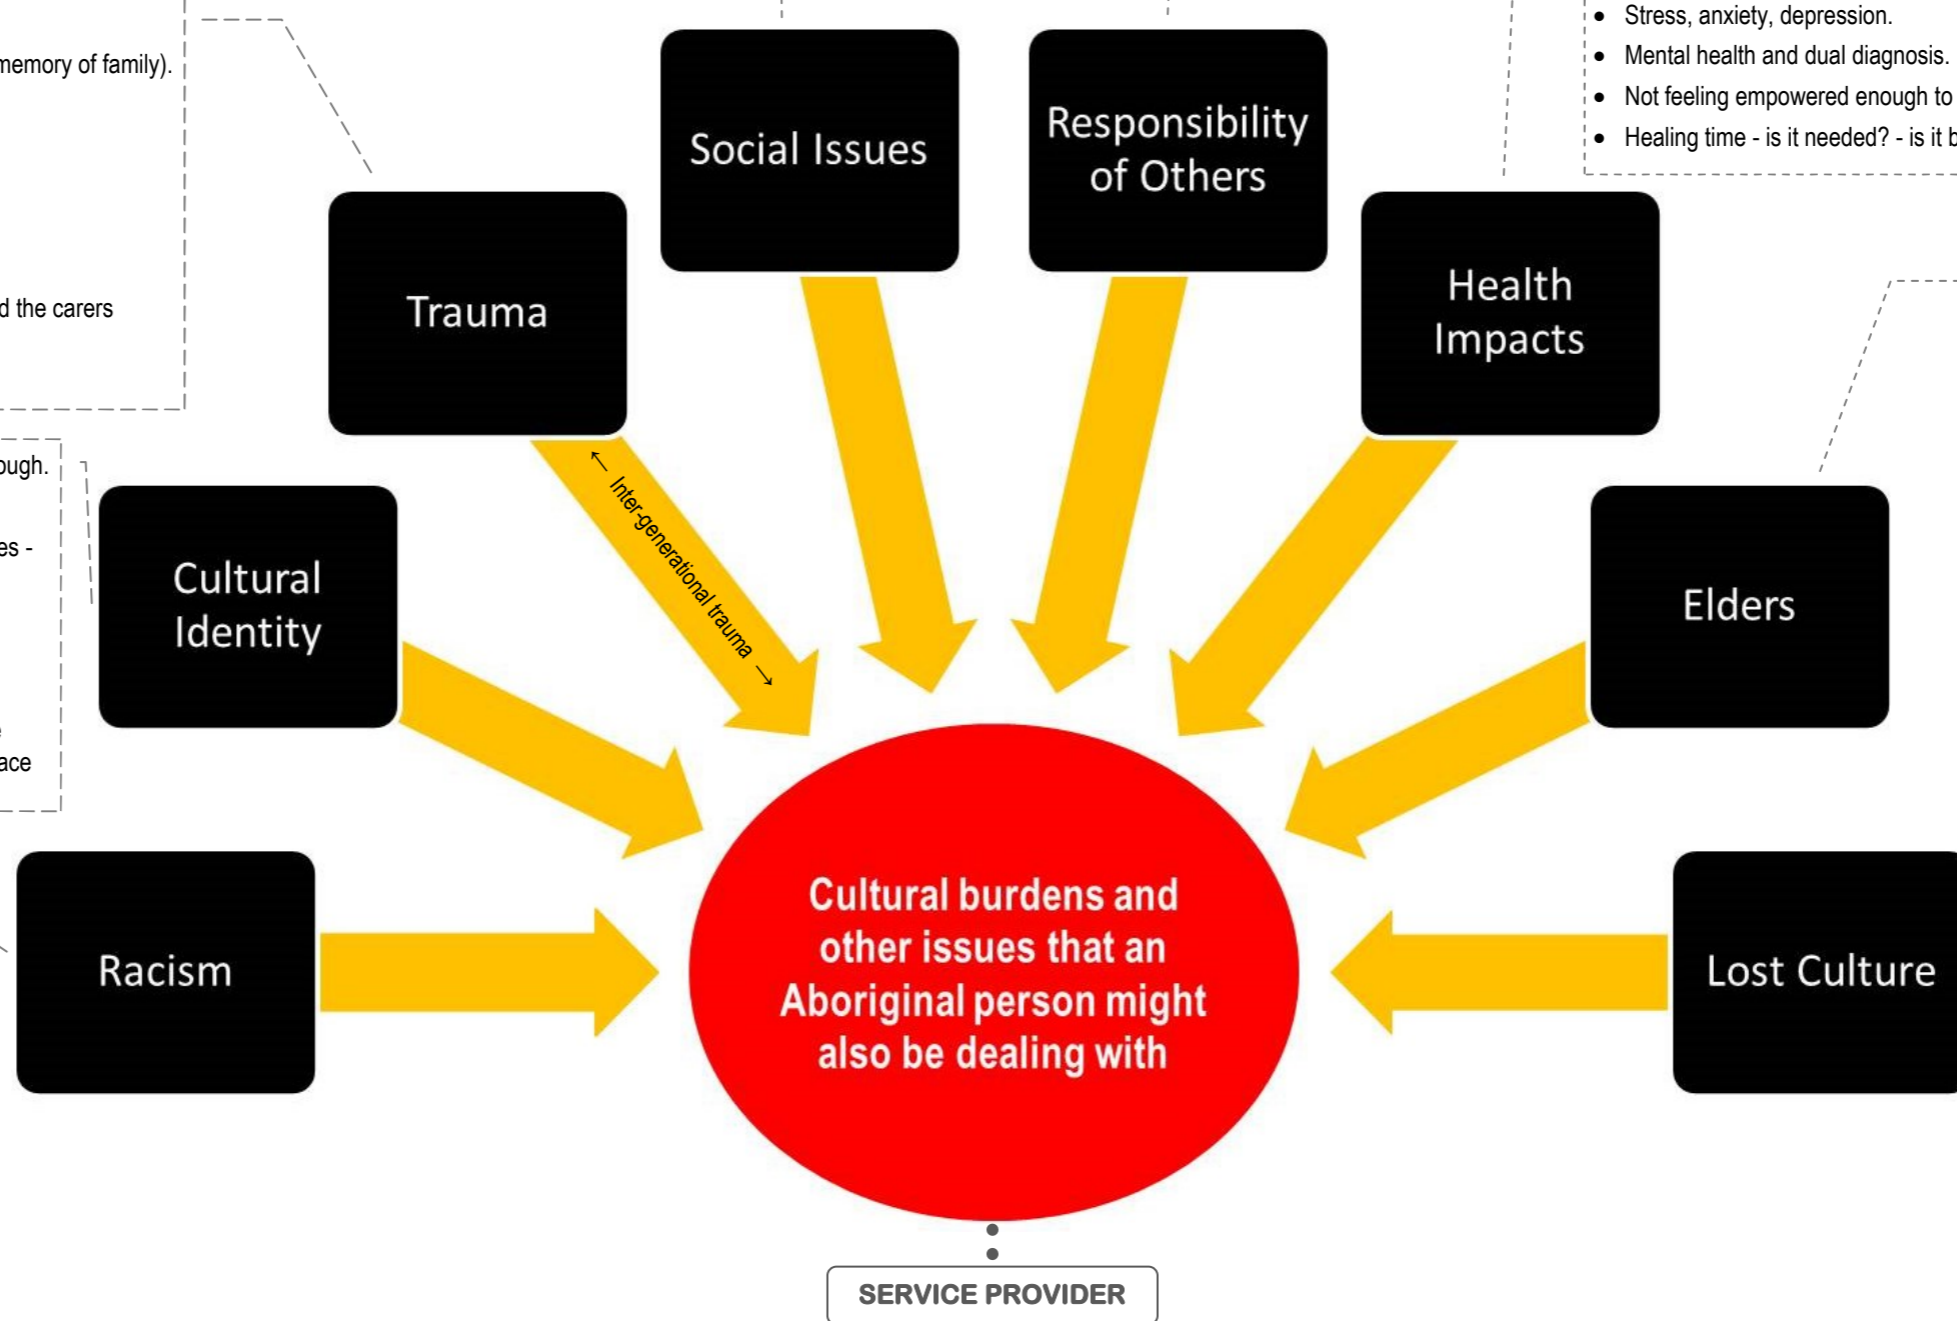 memory of family).
d the carers
ough.
es -
e
ace
• Stress, anxiety, depression.
• Mental health and dual diagnosis.
• Not feeling empowered enough to
• Healing time - is it needed? - is it b
Social Issues
Responsibility
of Others
Trauma
Health
Impacts
← Inter-generational trauma →
Cultural
Identity
Elders
Racism
Cultural burdens and
other issues that an
Aboriginal person might
also be dealing with
Lost Culture
SERVICE PROVIDER